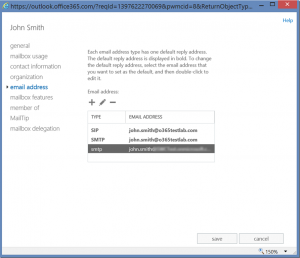 https://outlook.office365.com/?reqid=1397622270069&pwmcid=8&ReturnObjectTyp...
Help
John Smith
general
mailbox usage
contact information
organization
email address
mailbox features
member of
MailTip
mailbox delegation
Each email address type has one default reply address.
The default reply address is displayed in bold. To change
the default reply address, select the email address that
you want to set as the default, and then double click to
edit it.
Email address:
TYPE EMAIL ADDRESS
SIP john.smith@o365testlab.com
SMTP john.smith@o365testlab.com
smtp john.smith@
save cancel
150%